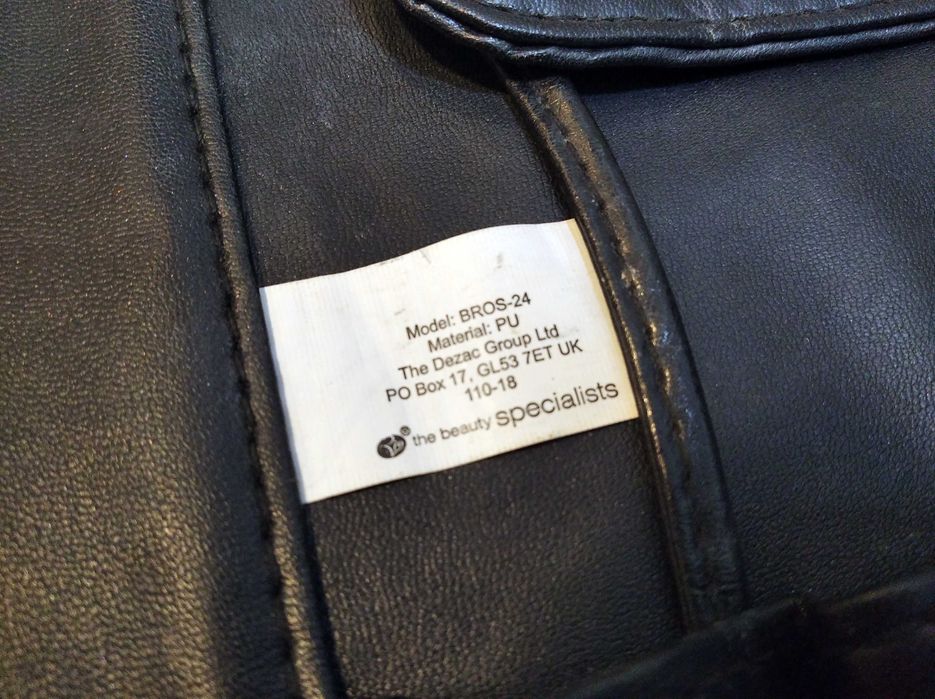 Model: BROS-24
Material: PU
The Dezac Group Ltd
PO Box 17, GL53 7ET UK
110-18
® the beauty specialists